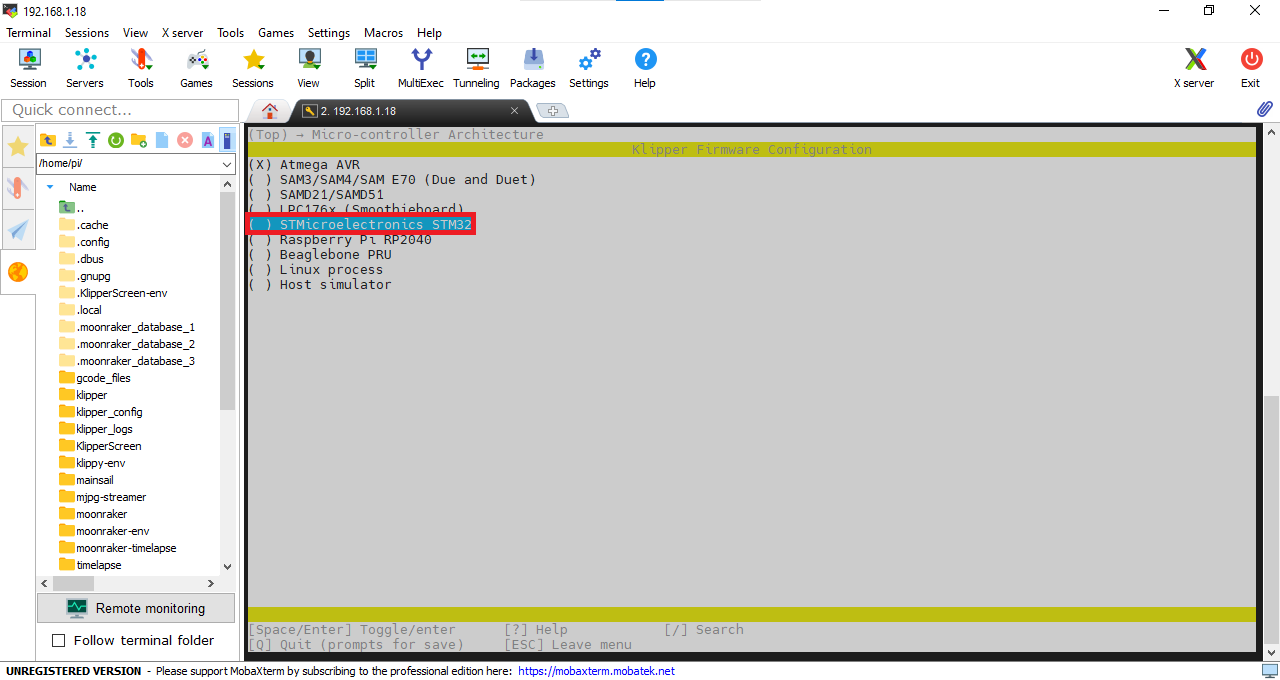 192.168.1.18
Terminal Sessions View X server Tools Games Settings Macros Help
Session Servers Tools Games Sessions View Split MultiExec Tunneling Packages Settings Help X server Exit
Quick connect...
2. 192.168.1.18
/home/pi/
Name
..
.cache
.config
.dbus
.gnupg
.KlipperScreen-env
.local
.moonraker_database_1
.moonraker_database_2
.moonraker_database_3
gcode_files
klipper
klipper_config
klipper_logs
KlipperScreen
klippy-env
mainsail
mjpg-streamer
moonraker
moonraker-env
moonraker-timelapse
timelapse
Remote monitoring
Follow terminal folder
(Top) → Micro-controller Architecture
Klipper Firmware Configuration
(X) Atmega AVR
( ) SAM3/SAM4/SAM E70 (Due and Duet)
( ) SAMD21/SAMD51
( ) LPC176x (Smoothieboard)
( ) STMicroelectronics STM32
( ) Raspberry Pi RP2040
( ) Beaglebone PRU
( ) Linux process
( ) Host simulator
[Space/Enter] Toggle/enter [?] Help [/] Search
[Q] Quit (prompts for save) [ESC] Leave menu
UNREGISTERED VERSION - Please support MobaXterm by subscribing to the professional edition here: https://mobaxterm.mobatek.net